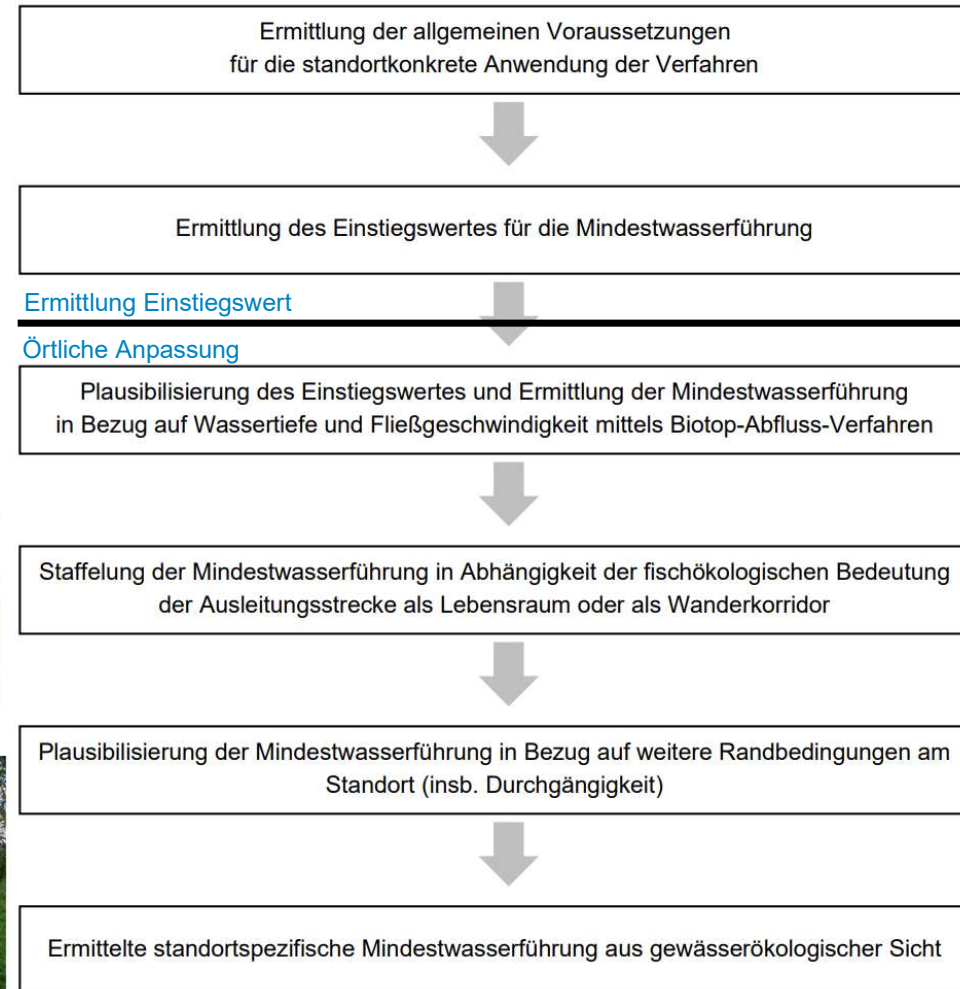 Ermittlung der allgemeinen Voraussetzungen
für die standortkonkrete Anwendung der Verfahren
Ermittlung des Einstiegswertes für die Mindestwasserführung
Ermittlung Einstiegswert
Örtliche Anpassung
Plausibilisierung des Einstiegswertes und Ermittlung der Mindestwasserführung
in Bezug auf Wassertiefe und Fließgeschwindigkeit mittels Biotop-Abfluss-Verfahren
Staffelung der Mindestwasserführung in Abhängigkeit der fischökologischen Bedeutung
der Ausleitungsstrecke als Lebensraum oder als Wanderkorridor
Plausibilisierung der Mindestwasserführung in Bezug auf weitere Randbedingungen am
Standort (insb. Durchgängigkeit)
Ermittelte standortspezifische Mindestwasserführung aus gewässerökologischer Sicht